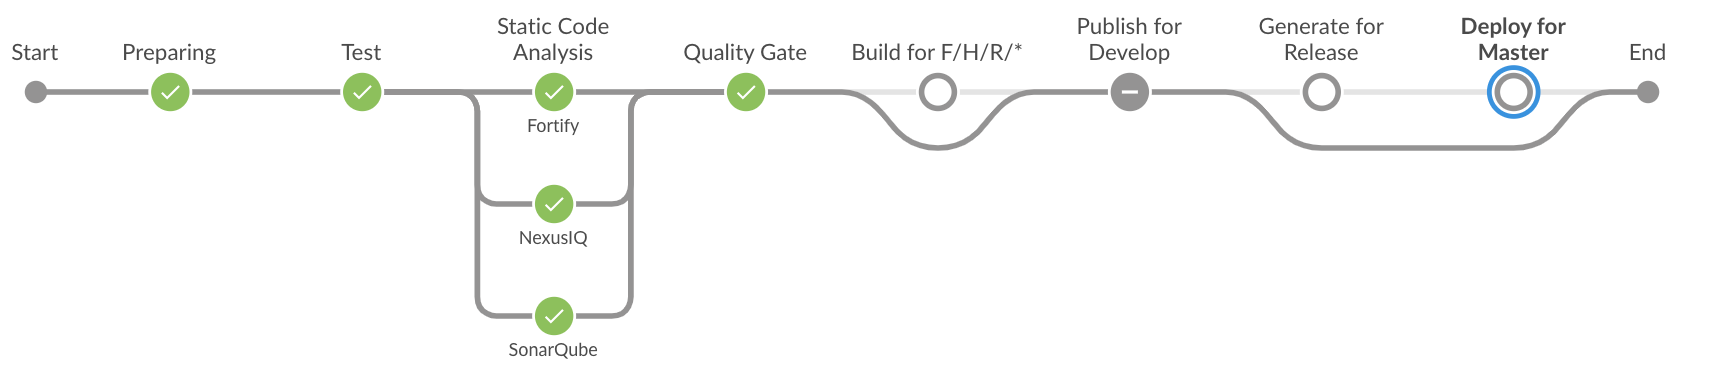 Start
Preparing
Test
Static Code
Analysis
Fortify
NexusIQ
SonarQube
Quality Gate
Build for F/H/R/*
Publish for
Develop
Generate for
Release
Deploy for
Master
End